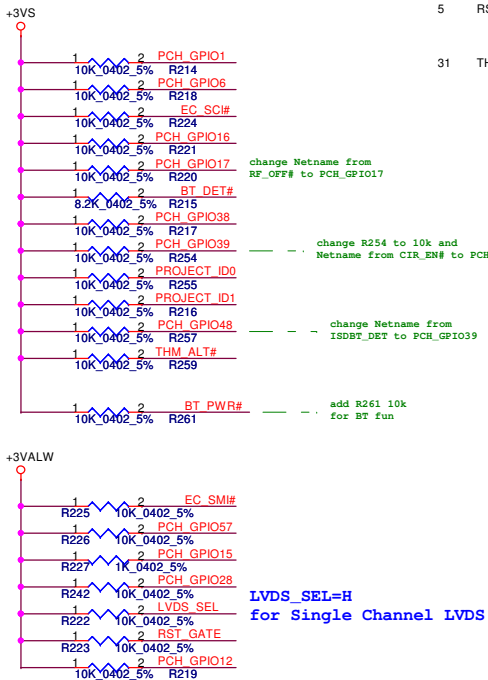 +3VS
5 RS
31 TH
1 2 PCH_GPIO1
10K_0402_5% R214
1 2 PCH_GPIO6
10K_0402_5% R218
1 2 EC_SCI#
10K_0402_5% R224
1 2 PCH_GPIO16
10K_0402_5% R221
1 2 PCH_GPIO17
10K_0402_5% R220
change Netname from
RF_OFF# to PCH_GPIO17
1 2 BT_DET#
8.2K_0402_5% R215
1 2 PCH_GPIO38
10K_0402_5% R217
1 2 PCH_GPIO39
10K_0402_5% R254
change R254 to 10k and
Netname from CIR_EN# to PCH
1 2 PROJECT_ID0
10K_0402_5% R255
1 2 PROJECT_ID1
10K_0402_5% R216
1 2 PCH_GPIO48
10K_0402_5% R257
change Netname from
ISDBT_DET to PCH_GPIO39
1 2 THM_ALT#
10K_0402_5% R259
1 2 BT_PWR#
10K_0402_5% R261
add R261 10k
for BT fun
+3VALW
1 2 EC_SMI#
R225 10K_0402_5%
1 2 PCH_GPIO57
R226 10K_0402_5%
1 2 PCH_GPIO15
R227 1K_0402_5%
1 2 PCH_GPIO28
R242 10K_0402_5%
1 2 LVDS_SEL
R222 10K_0402_5%
LVDS_SEL=H
for Single Channel LVDS
1 2 RST_GATE
R223 10K_0402_5%
1 2 PCH_GPIO12
10K_0402_5% R219